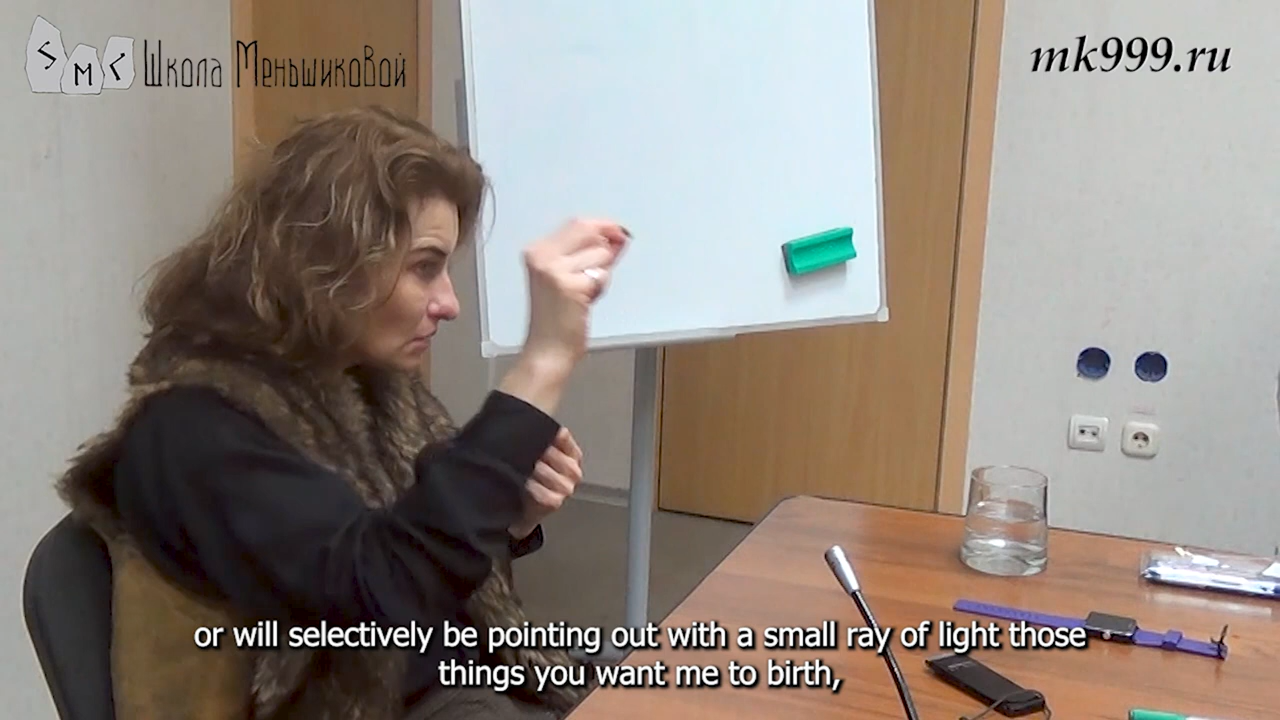 SMC Школа Меньшиковой
mk999.ru
or will selectively be pointing out with a small ray of light those
things you want me to birth,